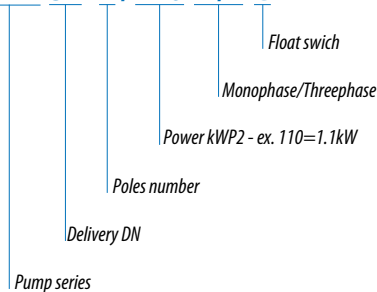 Float swich
Monophase/Threephase
Power kWP2 - ex. 110=1.1kW
Poles number
Delivery DN
Pump series